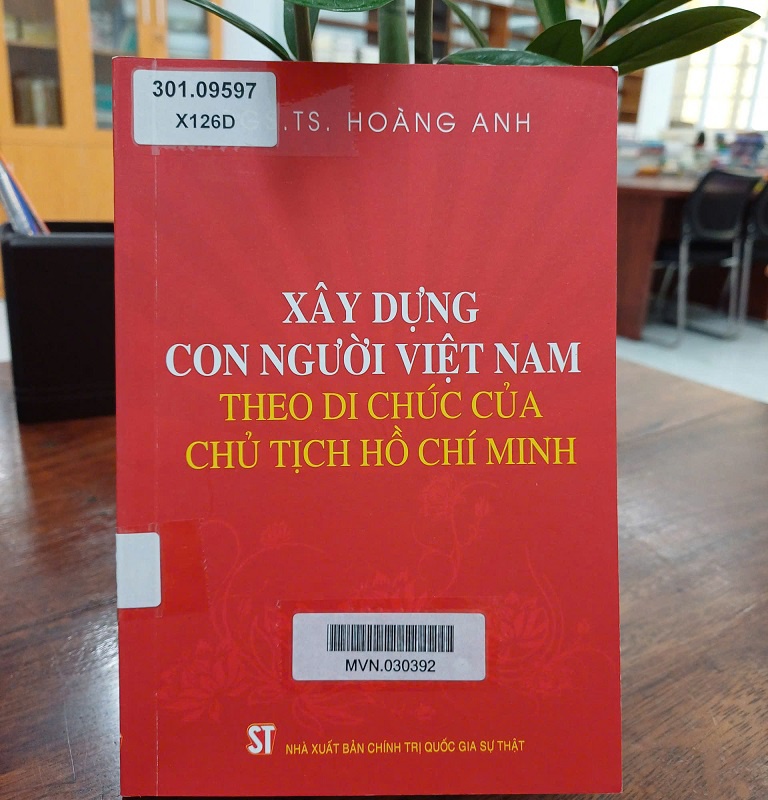 301.09597
X126D
.TS. HOÀNG ANH
XÂY DỰNG
CON NGƯỜI VIỆT NAM
THEO DI CHÚC CỦA
CHỦ TỊCH HỒ CHÍ MINH
MVN.030392
ST
NHÀ XUẤT BẢN CHÍNH TRỊ QUỐC GIA SỰ THẬT